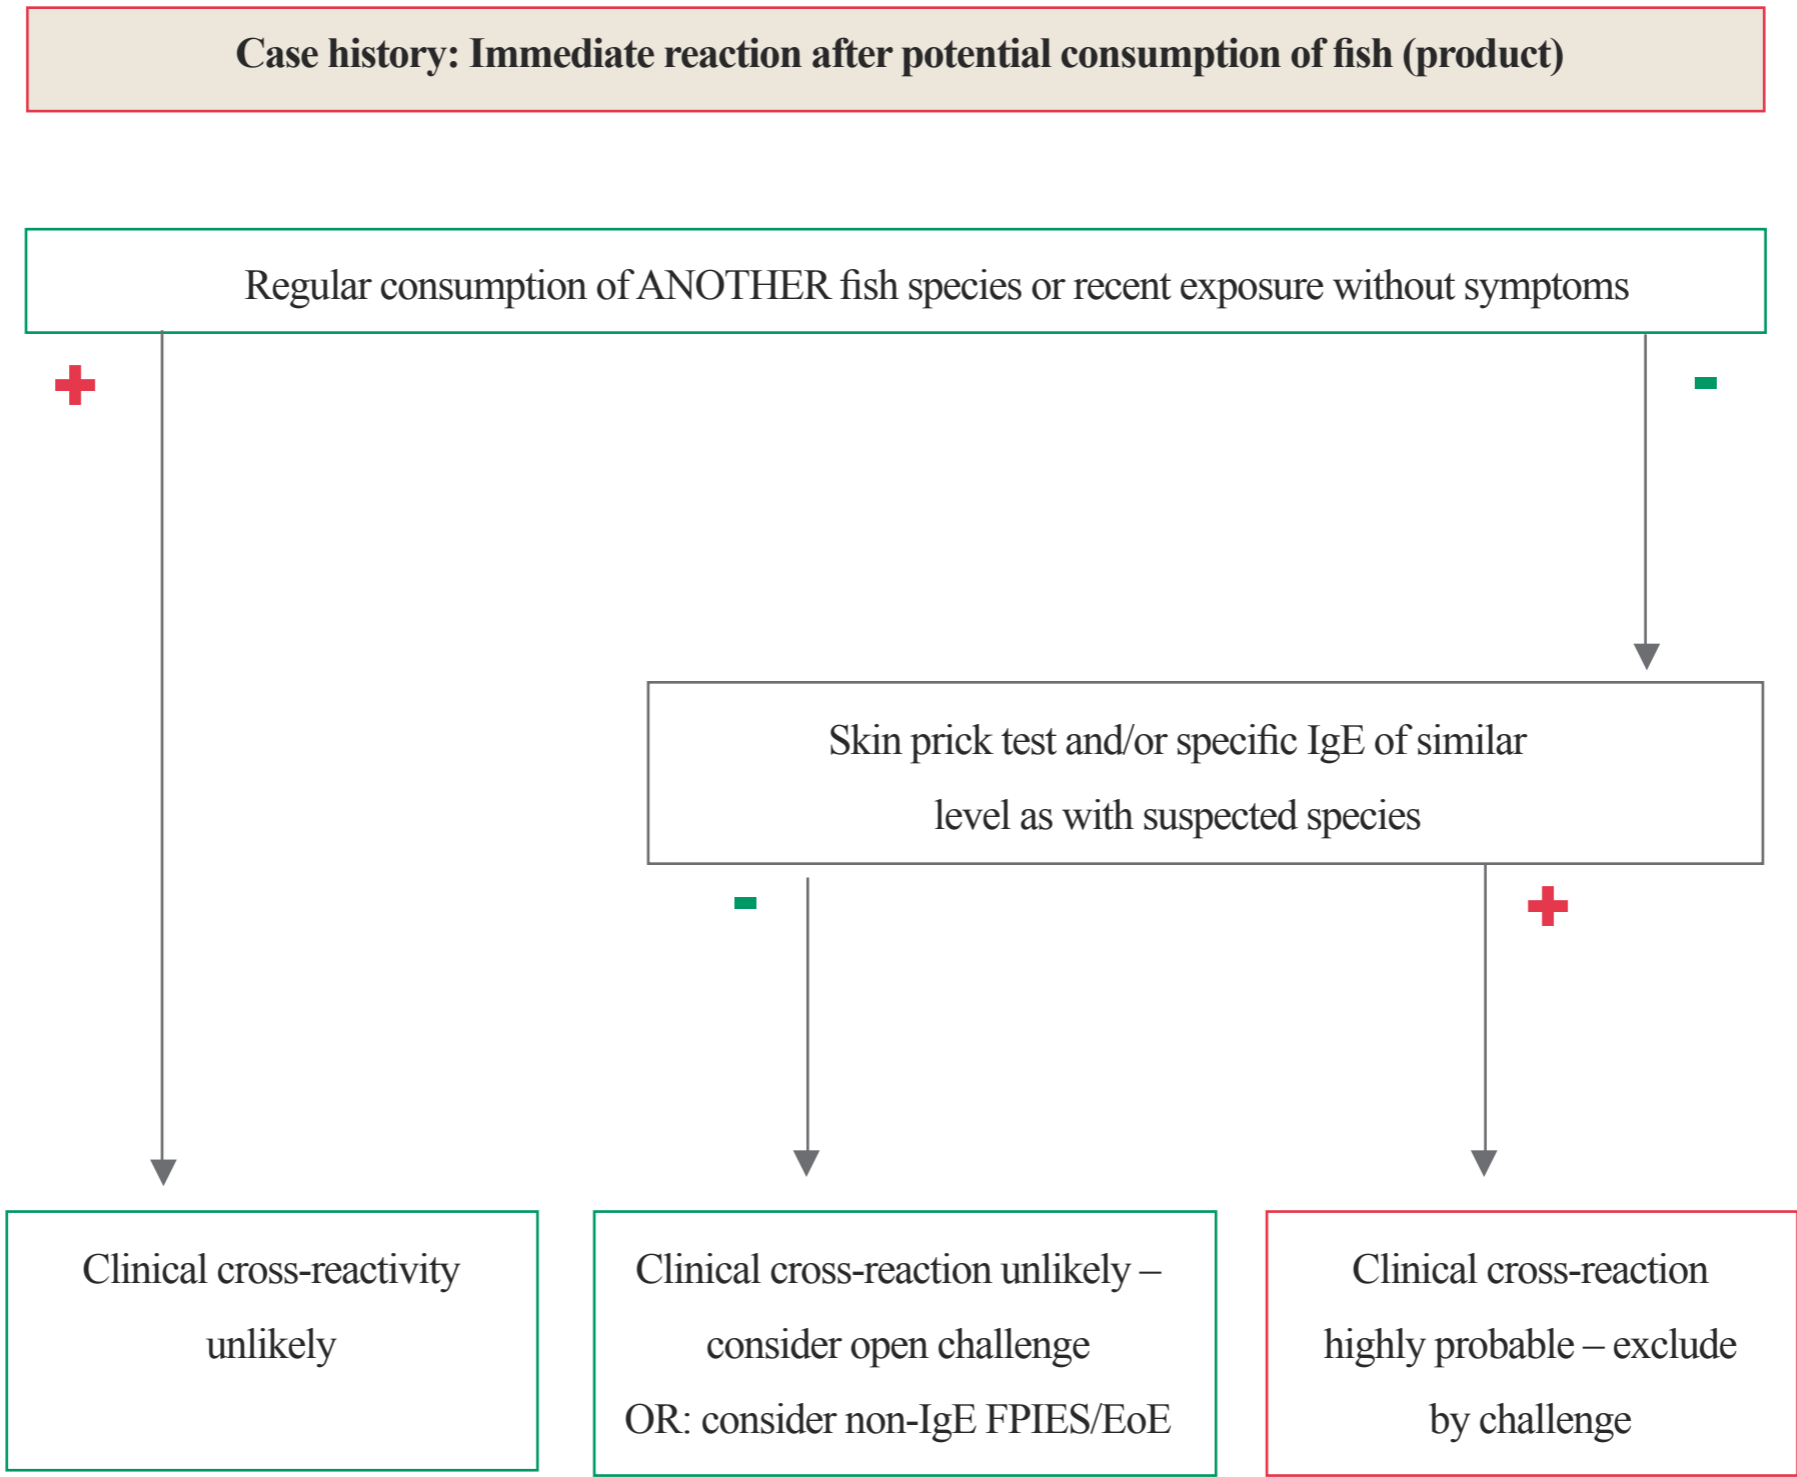 Case history: Immediate reaction after potential consumption of fish (product)
Regular consumption of ANOTHER fish species or recent exposure without symptoms
+
-
Skin prick test and/or specific IgE of similar
level as with suspected species
-
+
Clinical cross-reactivity
unlikely
Clinical cross-reaction unlikely –
consider open challenge
OR: consider non-IgE FPIES/EoE
Clinical cross-reaction
highly probable – exclude
by challenge